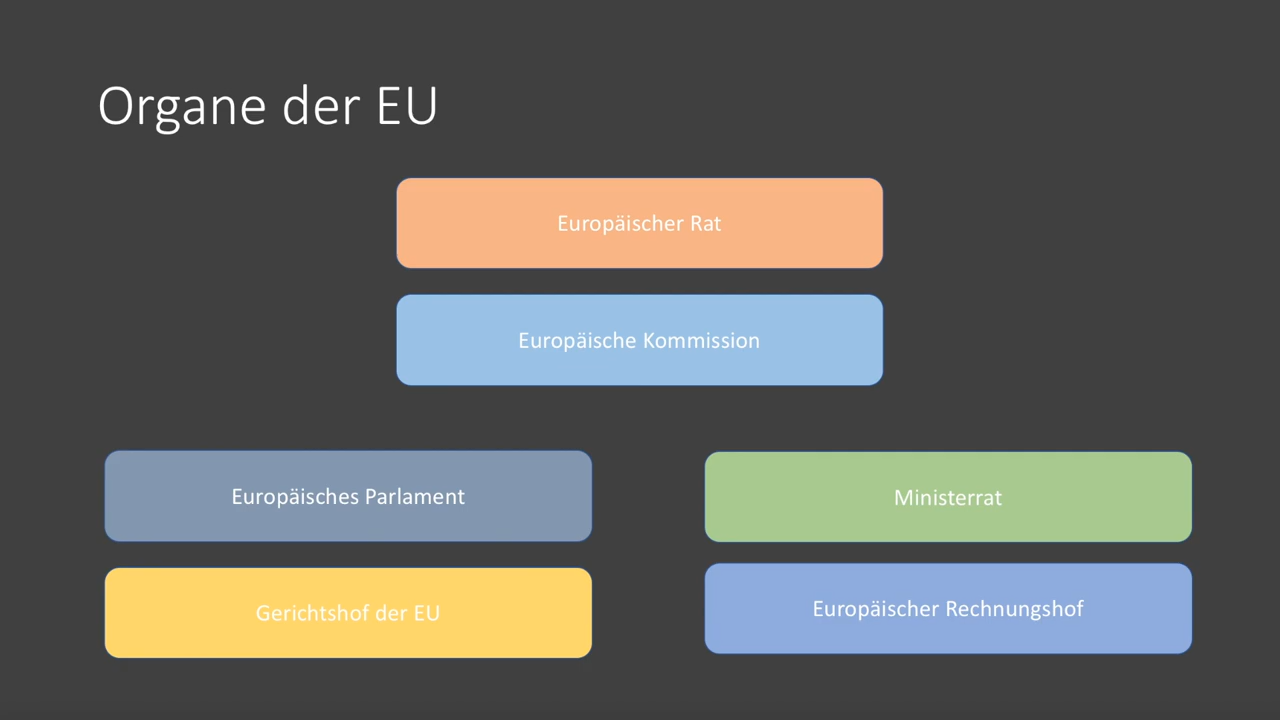 Organe der EU
Europäischer Rat
Europäische Kommission
Europäisches Parlament
Ministerrat
Gerichtshof der EU
Europäischer Rechnungshof